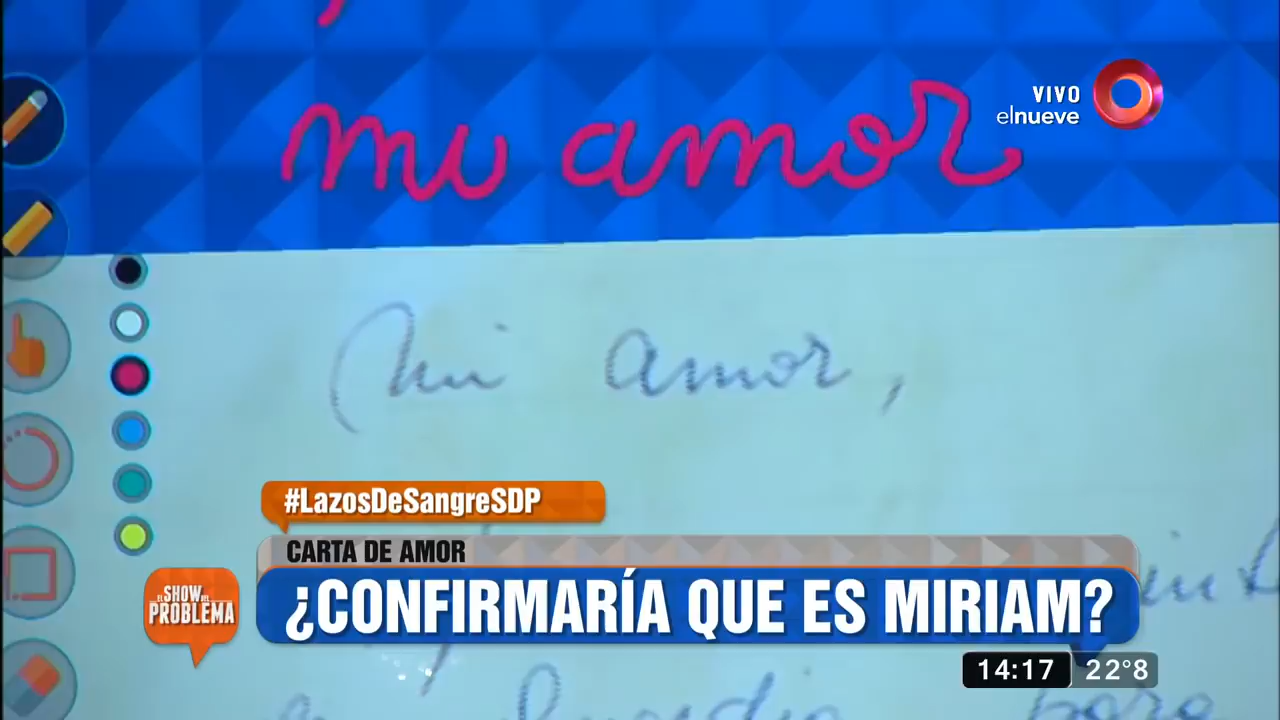 mi amor
VIVO
elnueve
Mi amor,
#LazosDeSangreSDP
CARTA DE AMOR
¿CONFIRMARÍA QUE ES MIRIAM?
EL SHOW DEL
PROBLEMA
14:17 22°8
para